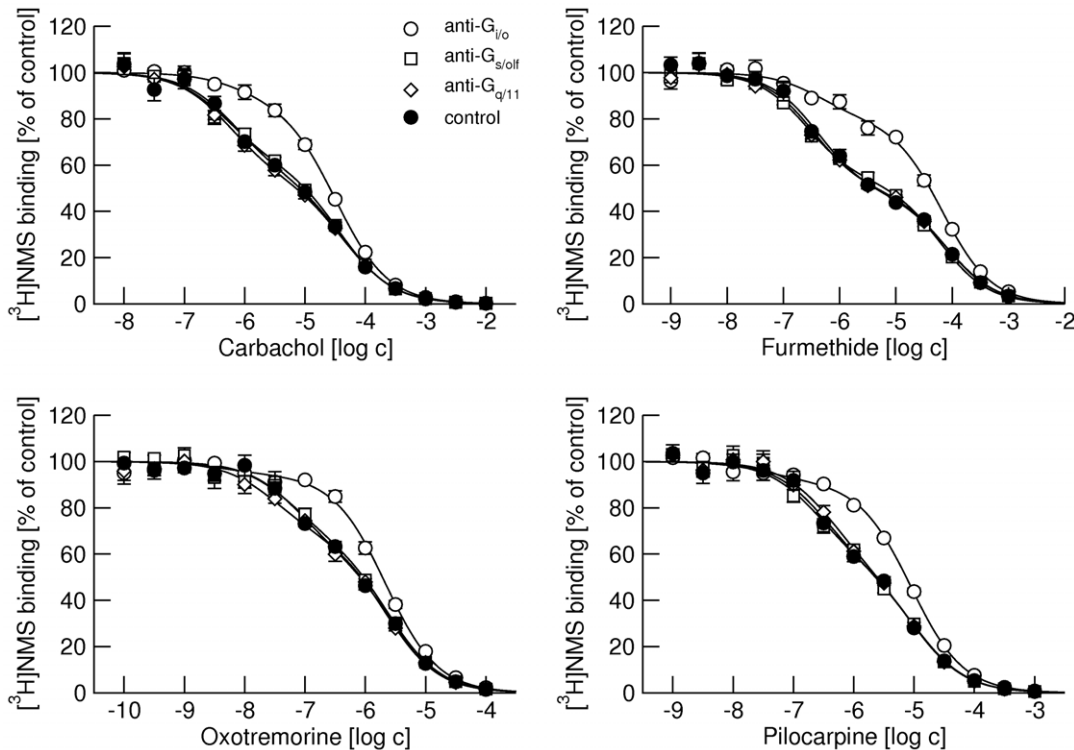 120
100
80
60
40
20
0
[³H]NMS binding [% of control]
-8 -7 -6 -5 -4 -3 -2
Carbachol [log c]
anti-Gi/o
anti-Gs/olf
anti-Gq/11
control
120
100
80
60
40
20
0
[³H]NMS binding [% of control]
-9 -8 -7 -6 -5 -4 -3 -2
Furmethide [log c]
120
100
80
60
40
20
0
[³H]NMS binding [% of control]
-10 -9 -8 -7 -6 -5 -4
Oxotremorine [log c]
120
100
80
60
40
20
0
[³H]NMS binding [% of control]
-9 -8 -7 -6 -5 -4 -3
Pilocarpine [log c]